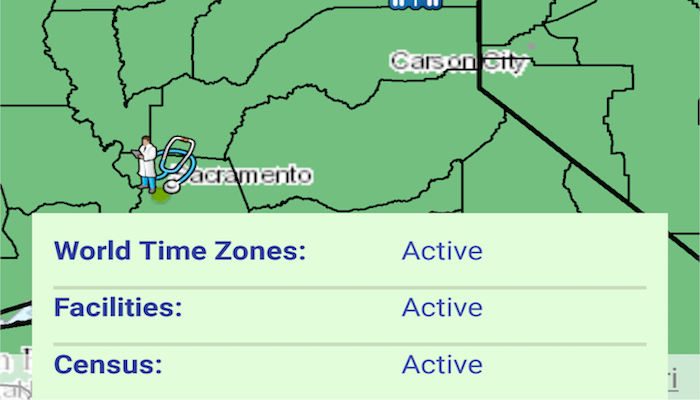 Carson City
Sacramento
World Time Zones: Active
Facilities: Active
Census: Active